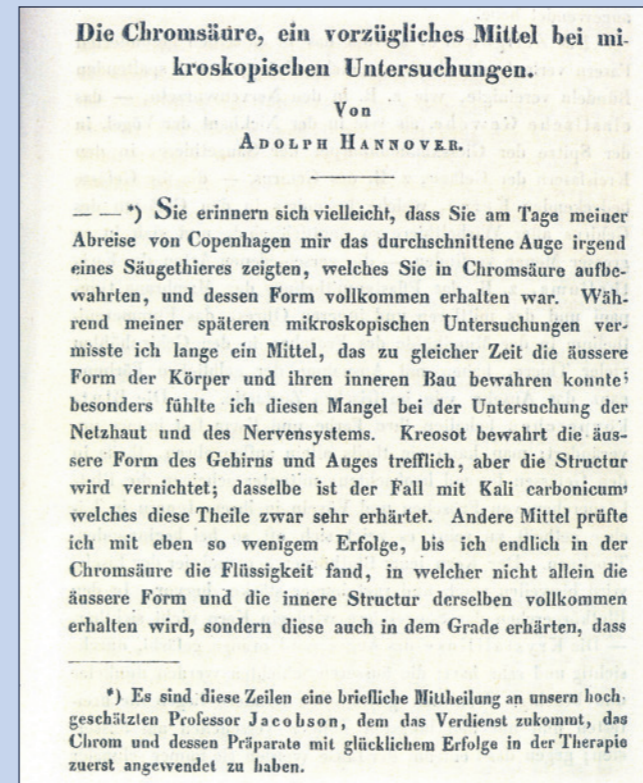 Die Chromsäure, ein vorzügliches Mittel bei mi-
kroskopischen Untersuchungen.
Von
ADOLPH HANNOVER.
— — *) Sie erinnern sich vielleicht, dass Sie am Tage meiner
Abreise von Copenhagen mir das durchschnittene Auge irgend
eines Säugethieres zeigten, welches Sie in Chromsäure aufbe-
wahrten, und dessen Form vollkommen erhalten war. Wäh-
rend meiner späteren mikroskopischen Untersuchungen ver-
misste ich lange ein Mittel, das zu gleicher Zeit die äussere
Form der Körper und ihren inneren Bau bewahren konnte;
besonders fühlte ich diesen Mangel bei der Untersuchung der
Netzhaut und des Nervensystems. Kreosot bewahrt die äus-
sere Form des Gehirns und Auges trefflich, aber die Structur
wird vernichtet; dasselbe ist der Fall mit Kali carbonicum,
welches diese Theile zwar sehr erhärtet. Andere Mittel prüfte
ich mit eben so wenigem Erfolge, bis ich endlich in der
Chromsäure die Flüssigkeit fand, in welcher nicht allein die
äussere Form und die innere Structur derselben vollkommen
erhalten wird, sondern diese auch in dem Grade erhärten, dass
*) Es sind diese Zeilen eine briefliche Mittheilung an unsern hoch-
geschätzten Professor Jacobson, dem das Verdienst zukommt, das
Chrom und dessen Präparate mit glücklichem Erfolge in der Therapie
zuerst angewendet zu haben.